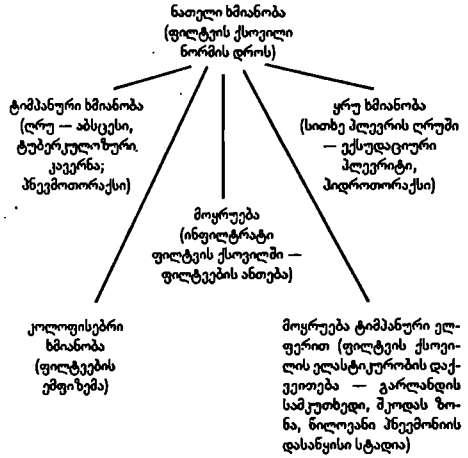 ნათელი ხმიანობა
(ფილტვის ქსოვილი
ნორმის დროს)
ტიმპანური ხმიანობა
(ღრუ — აბსცესი,
ტუბერკულოზური
კავერნა;
პნევმოთორაქსი)
ყრუ ხმიანობა
(სითხე პლევრის ღრუში
— ექსუდაციური
პლევრიტი,
ჰიდროთორაქსი)
მოყრუება
(ინფილტრატი
ფილტვის ქსოვილში —
ფილტვების ანთება)
კოლოფისებრი
ხმიანობა
(ფილტვების
ემფიზემა)
მოყრუება ტიმპანური ელ-
ფერით (ფილტვის ქსოვი-
ლის ელასტიკურობის დაქ-
ვეითება — გარლანდის
სამკუთხედი, შკოდას ზო-
ნა, წილოვანი პნევმონიის
დასაწყისი სტადია)